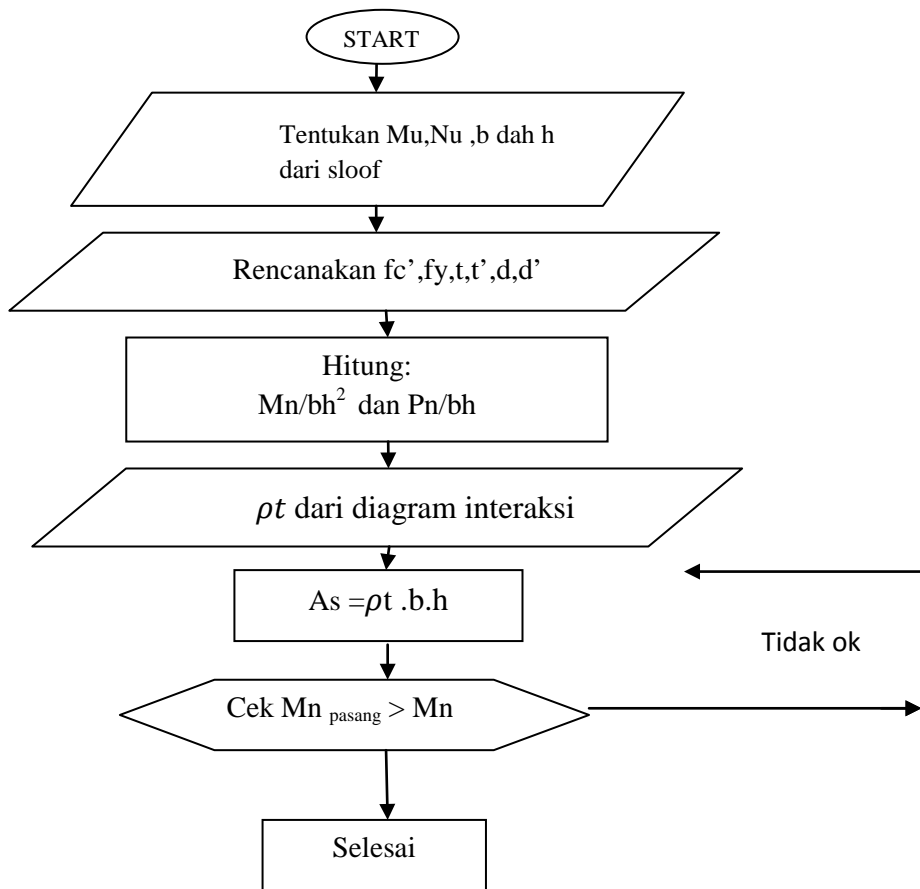 START
Tentukan Mu,Nu ,b dah h
dari sloof
Rencanakan fc’,fy,t,t’,d,d’
Hitung:
Mn/bh² dan Pn/bh
ρt dari diagram interaksi
As =ρt .b.h
Tidak ok
Cek Mn pasang > Mn
Selesai